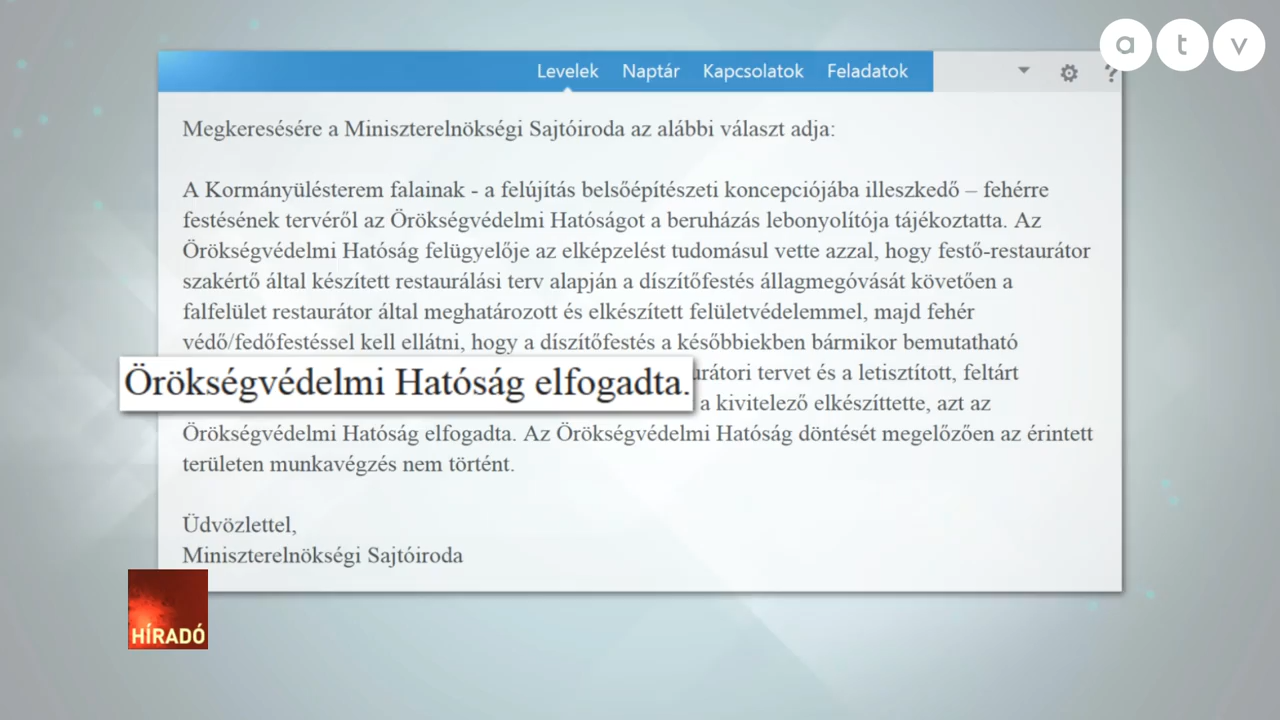 a t v
Levelek Naptár Kapcsolatok Feladatok ?
Megkeresésére a Miniszterelnökségi Sajtóiroda az alábbi választ adja:
A Kormányülésterem falainak - a felújítás belsőépítészeti koncepciójába illeszkedő – fehérre
festésének tervéről az Örökségvédelmi Hatóságot a beruházás lebonyolítója tájékoztatta. Az
Örökségvédelmi Hatóság felügyelője az elképzelést tudomásul vette azzal, hogy festő-restaurátor
szakértő által készített restaurálási terv alapján a díszítőfestés állagmegóvását követően a
falfelület restaurátor által meghatározott és elkészített felületvédelemmel, majd fehér
védő/fedőfestéssel kell ellátni, hogy a díszítőfestés a későbbiekben bármikor bemutatható
urátori tervet és a letisztított, feltárt
Örökségvédelmi Hatóság elfogadta.
a kivitelező elkészíttette, azt az
Örökségvédelmi Hatóság elfogadta. Az Örökségvédelmi Hatóság döntését megelőzően az érintett
területen munkavégzés nem történt.
Üdvözlettel,
Miniszterelnökségi Sajtóiroda
HÍRADÓ